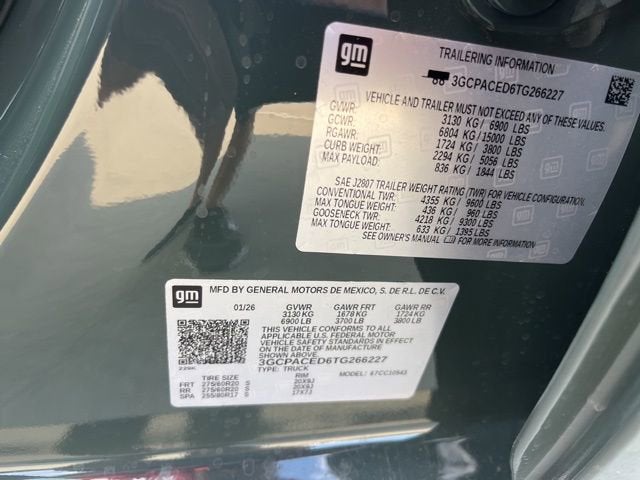 gm
TRAILERING INFORMATION
88 3GCPACED6TG266227
VEHICLE AND TRAILER MUST NOT EXCEED ANY OF THESE VALUES.
GVWR: 3130 KG/ 6900 LBS
GCWR: 6804 KG/15000 LBS
RGAWR: 1724 KG/ 3800 LBS
CURB WEIGHT: 2294 KG/ 5056 LBS
MAX PAYLOAD: 836 KG/ 1844 LBS
SAE J2807 TRAILER WEIGHT RATING (TWR) FOR VEHICLE CONFIGURATION.
CONVENTIONAL TWR: 4355 KG/ 9600 LBS
MAX TONGUE WEIGHT: 436 KG/ 960 LBS
GOOSENECK TWR: 4218 KG/ 9300 LBS
MAX TONGUE WEIGHT: 633 KG/ 1395 LBS
SEE OWNER'S MANUAL FOR MORE INFORMATION
gm
MFD BY GENERAL MOTORS DE MEXICO, S. DE R.L. DE C.V.
01/26 GVWR GAWR FRT GAWR RR
3130 KG 1678 KG 1724 KG
6900 LB 3700 LB 3800 LB
THIS VEHICLE CONFORMS TO ALL
APPLICABLE U.S. FEDERAL MOTOR
VEHICLE SAFETY STANDARDS IN EFFECT
ON THE DATE OF MANUFACTURE
SHOWN ABOVE.
3GCPACED6TG266227
TYPE: TRUCK MODEL: 67CC10543
TIRE SIZE RIM
FRT 275/60R20 S 20X9J
RR 275/60R20 S 20X9J
SPA 255/80R17 S 17X7J